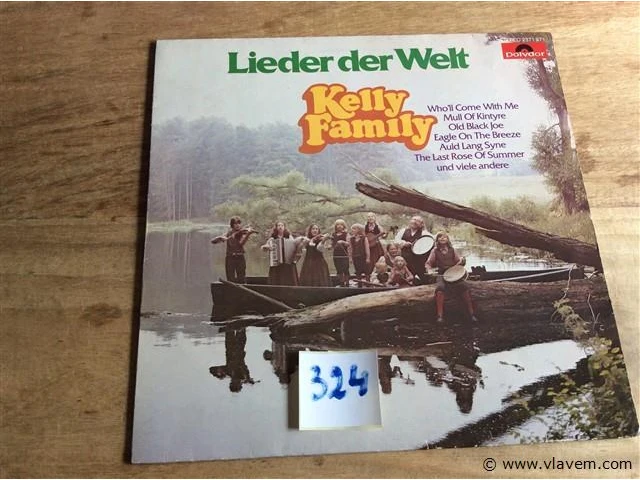 Lieder der Welt
Polydor
Kelly
Family
Who'll Come With Me
Mull Of Kintyre
Old Black Joe
Eagle On The Breeze
Auld Lang Syne
The Last Rose Of Summer
und viele andere
324
© www.vlavem.com